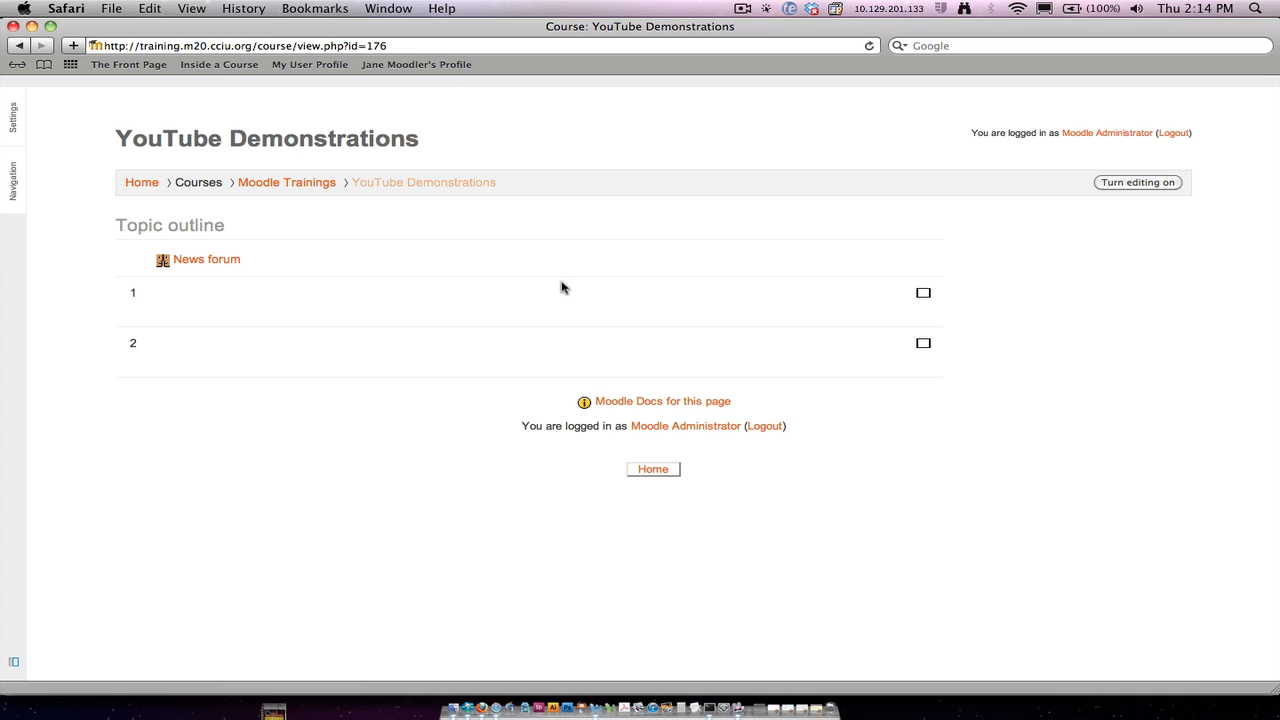 Safari File Edit View History Bookmarks Window Help 10.129.201.133 (100%) Thu 2:14 PM
Course: YouTube Demonstrations
http://training.m20.cciu.org/course/view.php?id=176 Google
The Front Page Inside a Course My User Profile Jane Moodler's Profile
Settings
Navigation
YouTube Demonstrations
You are logged in as Moodle Administrator (Logout)
Home › Courses › Moodle Trainings › YouTube Demonstrations Turn editing on
Topic outline
News forum
1
2
Moodle Docs for this page
You are logged in as Moodle Administrator (Logout)
Home